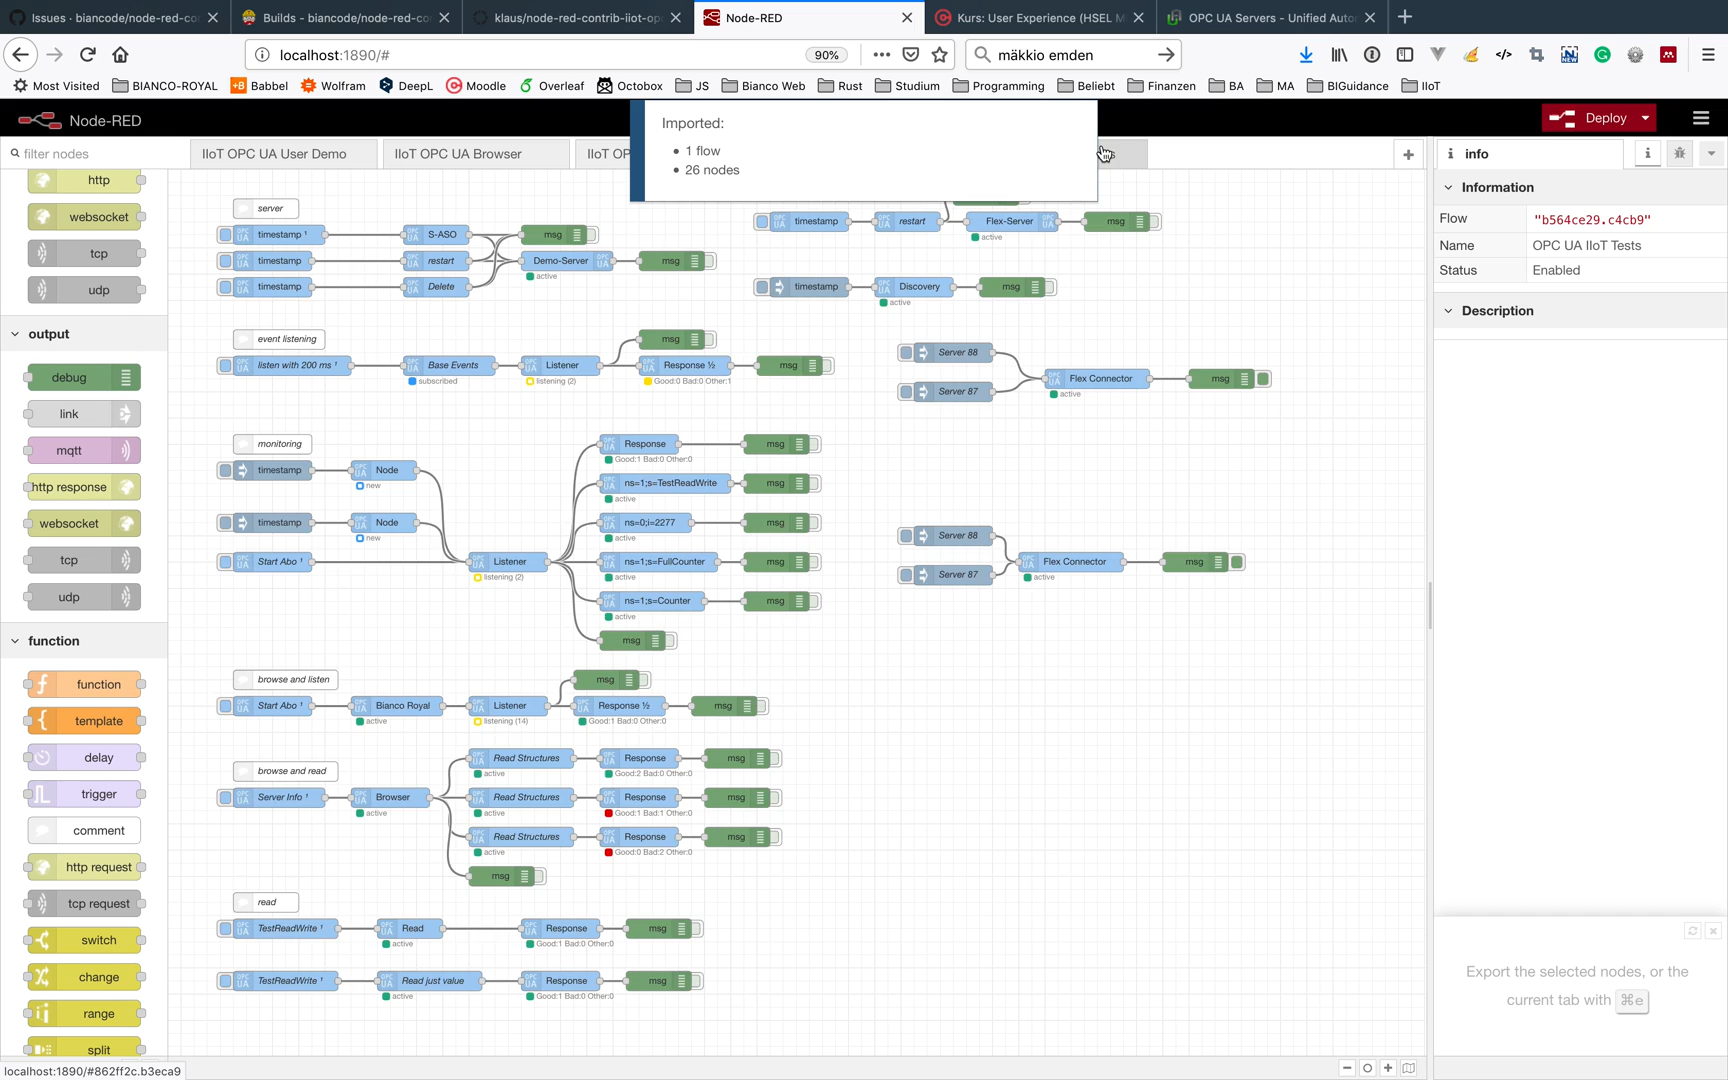 Issues · biancode/node-red-con
Builds - biancode/node-red-co
klaus/node-red-contrib-iiot-op
Node-RED
Kurs: User Experience (HSEL M
OPC UA Servers - Unified Auto
localhost:1890/#
90%
mäkkio emden
Most Visited
BIANCO-ROYAL
Babbel
Wolfram
DeepL
Moodle
Overleaf
Octobox
JS
Bianco Web
Rust
Studium
Programming
Beliebt
Finanzen
BA
MA
BIGuidance
IIoT
Node-RED
Deploy
Imported:
1 flow
26 nodes
filter nodes
IIoT OPC UA User Demo
IIoT OPC UA Browser
IIoT OP
http
websocket
tcp
udp
output
debug
link
mqtt
http response
websocket
tcp
udp
function
function
template
delay
trigger
comment
http request
tcp request
switch
change
range
split
server
timestamp ¹
S-ASO
msg
timestamp
restart
Demo-Server
active
msg
timestamp
Delete
timestamp
restart
Flex-Server
active
msg
timestamp
Discovery
active
msg
event listening
msg
listen with 200 ms ¹
Base Events
subscribed
Listener
listening (2)
Response ½
Good:0 Bad:0 Other:1
msg
Server 88
Server 87
Flex Connector
active
msg
monitoring
timestamp
Node
new
timestamp
Node
new
Start Abo ¹
Listener
listening (2)
Response
Good:1 Bad:0 Other:0
msg
ns=1;s=TestReadWrite
active
msg
ns=0;i=2277
active
msg
ns=1;s=FullCounter
active
msg
ns=1;s=Counter
active
msg
msg
Server 88
Server 87
Flex Connector
active
msg
browse and listen
msg
Start Abo ¹
Bianco Royal
active
Listener
listening (14)
Response ½
Good:1 Bad:0 Other:0
msg
browse and read
Server Info ¹
Browser
active
Read Structures
active
Response
Good:2 Bad:0 Other:0
msg
Read Structures
active
Response
Good:1 Bad:1 Other:0
msg
Read Structures
active
Response
Good:0 Bad:2 Other:0
msg
msg
read
TestReadWrite ¹
Read
active
Response
Good:1 Bad:0 Other:0
msg
TestReadWrite ¹
Read just value
active
Response
Good:1 Bad:0 Other:0
msg
info
Information
Flow
"b564ce29.c4cb9"
Name
OPC UA IIoT Tests
Status
Enabled
Description
Export the selected nodes, or the
current tab with ⌘e
localhost:1890/#862ff2c.b3eca9